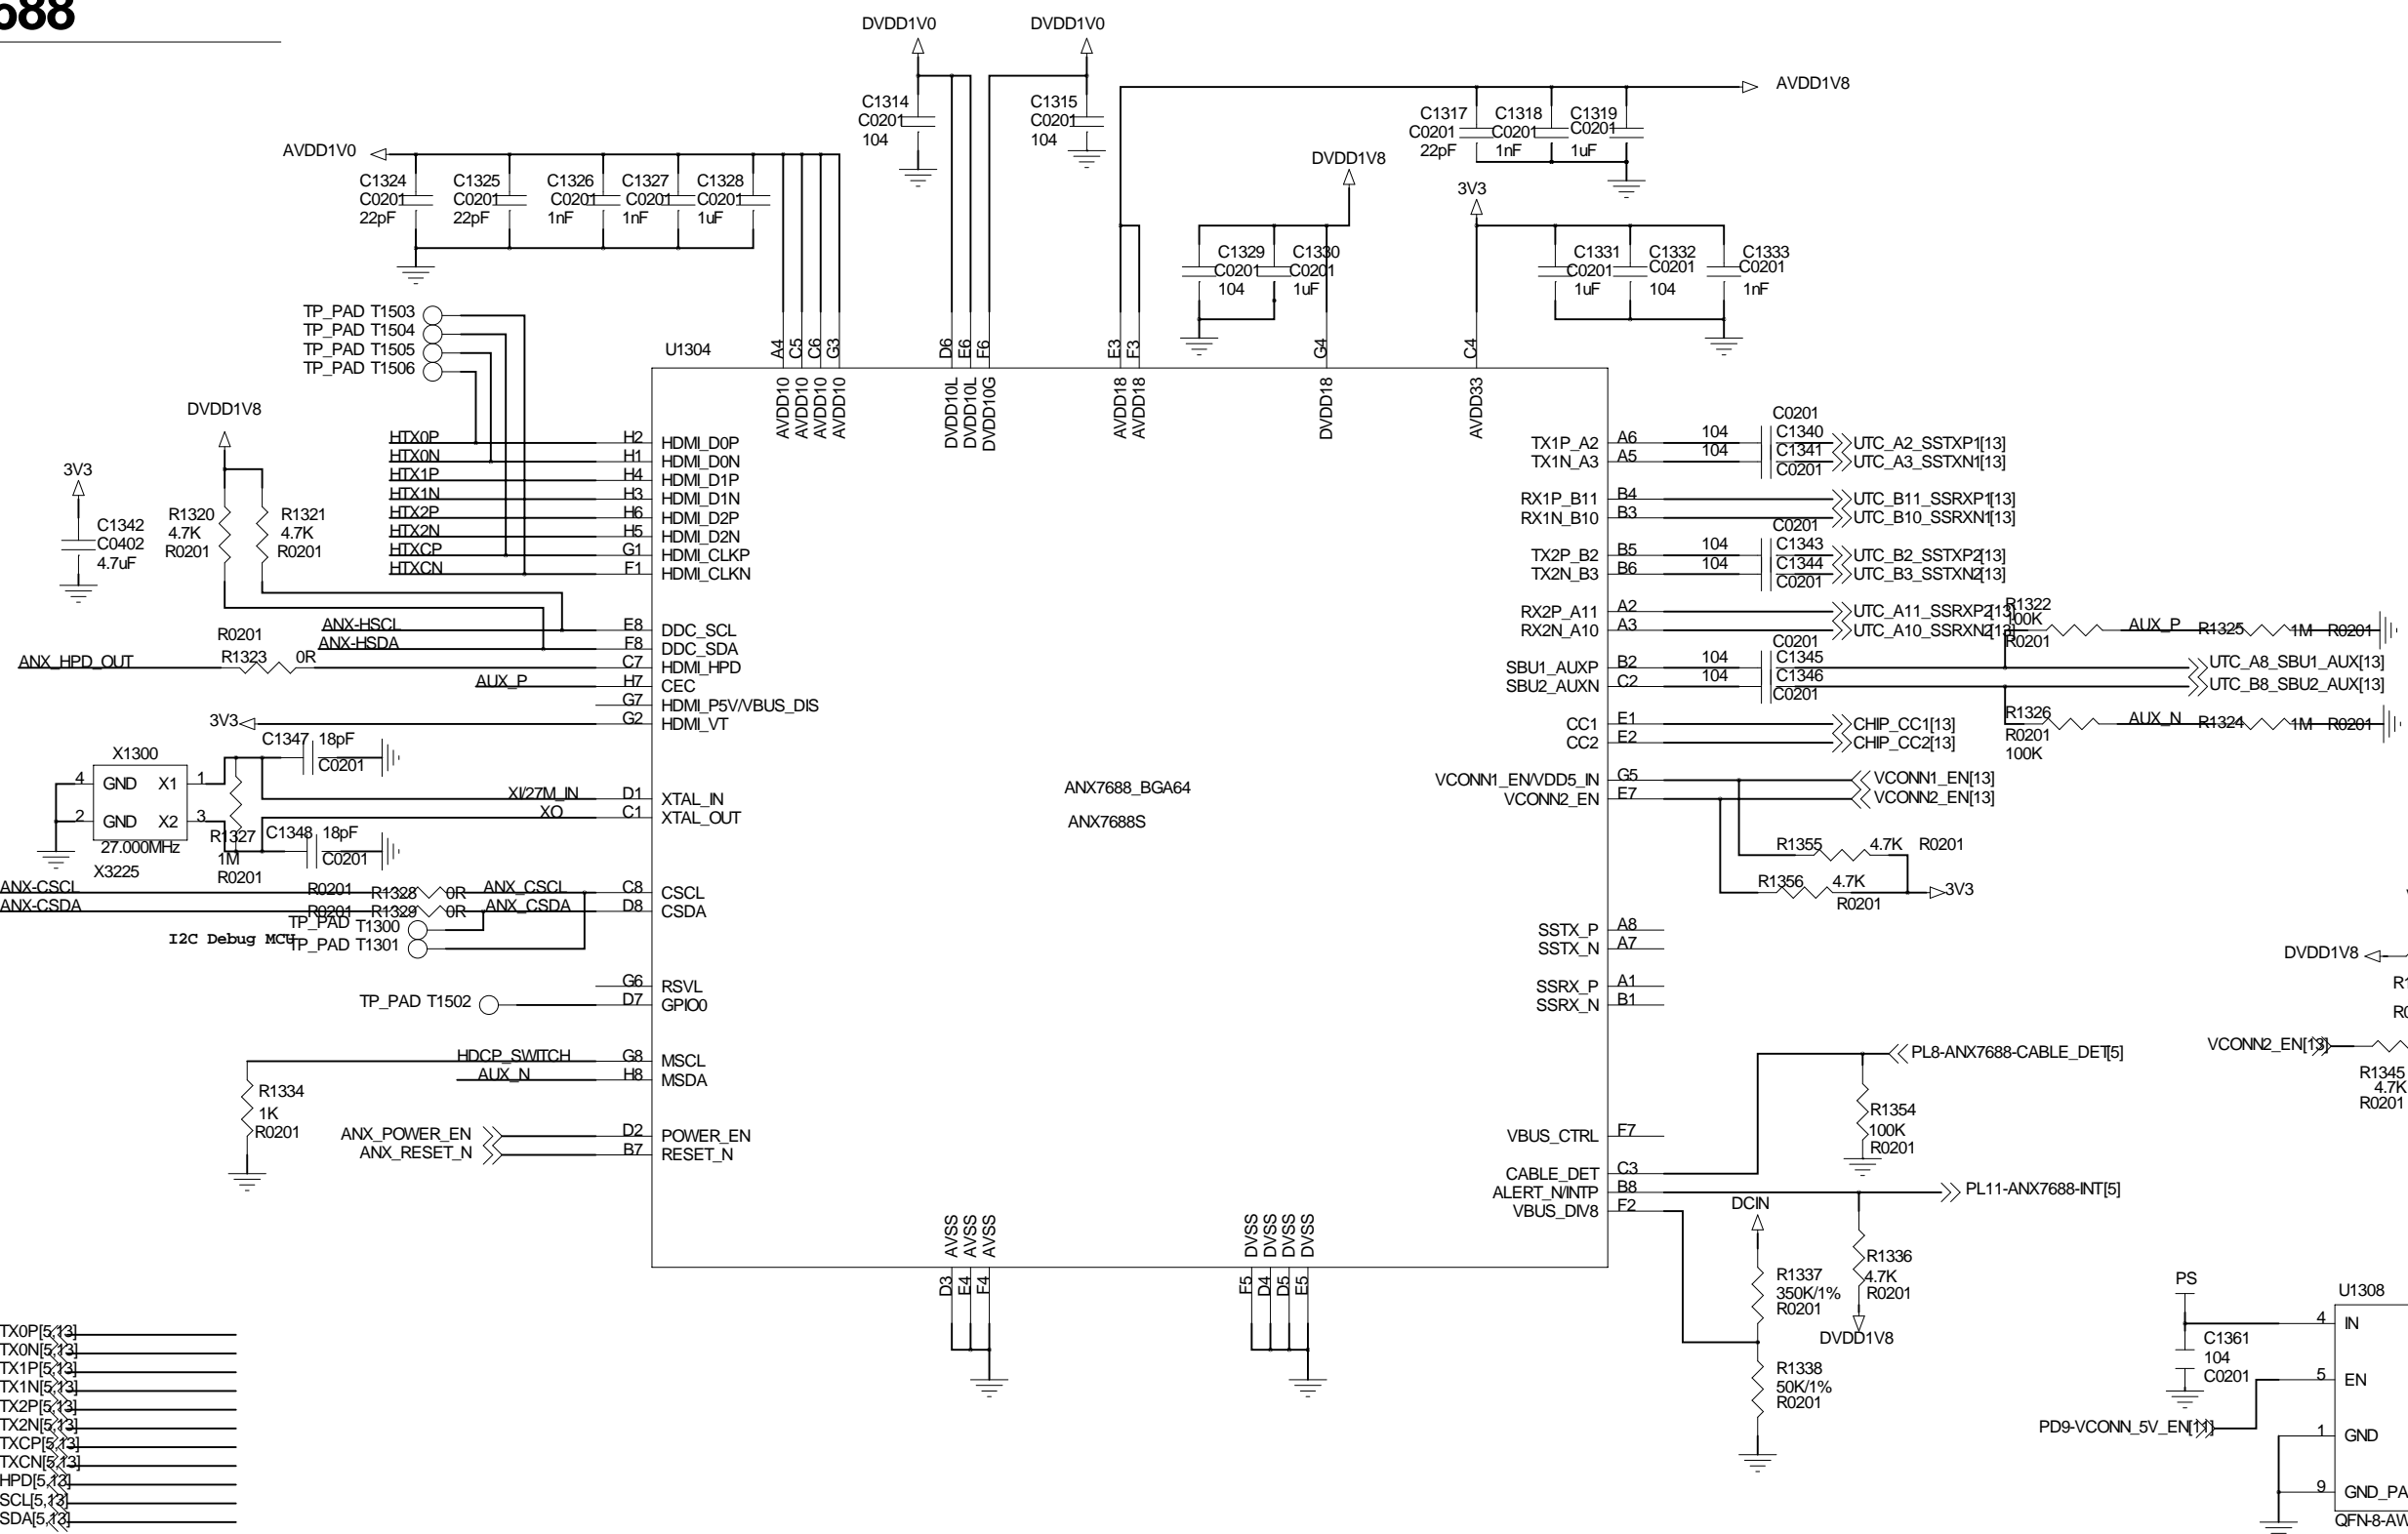 DVDD1V0
DVDD1V0
AVDD1V8
C1314
C0201
104
C1315
C0201
104
C1317
C0201
22pF
C1318
C0201
1nF
C1319
C0201
1uF
AVDD1V0
C1324
C0201
22pF
C1325
C0201
22pF
C1326
C0201
1nF
C1327
C0201
1nF
C1328
C0201
1uF
DVDD1V8
3V3
C1329
C0201
104
C1330
C0201
1uF
C1331
C0201
1uF
C1332
C0201
104
C1333
C0201
1nF
TP_PAD T1503
TP_PAD T1504
TP_PAD T1505
TP_PAD T1506
U1304
A4
C5
C6
G3
D6
E6
F6
E3
F3
G4
C4
AVDD10
AVDD10
AVDD10
AVDD10
DVDD10L
DVDD10L
DVDD10G
AVDD18
AVDD18
DVDD18
AVDD33
DVDD1V8
3V3
C1342
C0402
4.7uF
R1320
4.7K
R0201
R1321
4.7K
R0201
HTX0P H2 HDMI_D0P
HTX0N H1 HDMI_D0N
HTX1P H4 HDMI_D1P
HTX1N H3 HDMI_D1N
HTX2P H6 HDMI_D2P
HTX2N H5 HDMI_D2N
HTXCP G1 HDMI_CLKP
HTXCN F1 HDMI_CLKN
ANX-HSCL E8 DDC_SCL
ANX-HSDA F8 DDC_SDA
ANX_HPD_OUT R0201 R1323 0R C7 HDMI_HPD
AUX_P H7 CEC
G7 HDMI_P5V/VBUS_DIS
3V3 G2 HDMI_VT
C1347 18pF
C0201
X1300
4 GND X1 1
2 GND X2 3
27.000MHz
X3225
R1327
1M
R0201
C1348 18pF
C0201
XI/27M_IN D1 XTAL_IN
XO C1 XTAL_OUT
ANX-CSCL R0201 R1328 0R ANX_CSCL C8 CSCL
ANX-CSDA R0201 R1329 0R ANX_CSDA D8 CSDA
I2C Debug MCU
TP_PAD T1300
TP_PAD T1301
G6 RSVL
TP_PAD T1502 D7 GPIO0
HDCP_SWITCH G8 MSCL
AUX_N H8 MSDA
R1334
1K
R0201
ANX_POWER_EN D2 POWER_EN
ANX_RESET_N B7 RESET_N
ANX7688_BGA64
ANX7688S
C0201
TX1P_A2 A6 104 C1340 UTC_A2_SSTXP1[13]
TX1N_A3 A5 104 C1341 UTC_A3_SSTXN1[13]
C0201
RX1P_B11 B4 UTC_B11_SSRXP1[13]
RX1N_B10 B3 UTC_B10_SSRXN1[13]
C0201
TX2P_B2 B5 104 C1343 UTC_B2_SSTXP2[13]
TX2N_B3 B6 104 C1344 UTC_B3_SSTXN2[13]
C0201
RX2P_A11 A2 UTC_A11_SSRXP2[13]
RX2N_A10 A3 UTC_A10_SSRXN2[13]
R1322
100K
R0201
AUX_P R1325 1M R0201
C0201
SBU1_AUXP B2 104 C1345 UTC_A8_SBU1_AUX[13]
SBU2_AUXN C2 104 C1346 UTC_B8_SBU2_AUX[13]
C0201
R1326
R0201
100K
AUX_N R1324 1M R0201
CC1 E1 CHIP_CC1[13]
CC2 E2 CHIP_CC2[13]
VCONN1_EN/VDD5_IN G5 VCONN1_EN[13]
VCONN2_EN E7 VCONN2_EN[13]
R1355 4.7K R0201
R1356 4.7K
R0201
3V3
SSTX_P A8
SSTX_N A7
SSRX_P A1
SSRX_N B1
DVDD1V8
VCONN2_EN[13]
R1345
4.7K
R0201
PL8-ANX7688-CABLE_DET[5]
R1354
100K
R0201
VBUS_CTRL F7
CABLE_DET C3
ALERT_N/INTP B8 PL11-ANX7688-INT[5]
VBUS_DIV8 F2
DCIN
R1337
350K/1%
R0201
R1336
4.7K
R0201
DVDD1V8
R1338
50K/1%
R0201
AVSS
AVSS
AVSS
D3
E4
F4
DVSS
DVSS
DVSS
DVSS
F5
D4
D5
E5
PS
U1308
C1361
104
C0201
4 IN
5 EN
1 GND
9 GND_PA
PD9-VCONN_5V_EN[11]
QFN-8-AW
TX0P[5,13]
TX0N[5,13]
TX1P[5,13]
TX1N[5,13]
TX2P[5,13]
TX2N[5,13]
TXCP[5,13]
TXCN[5,13]
HPD[5,13]
SCL[5,13]
SDA[5,13]